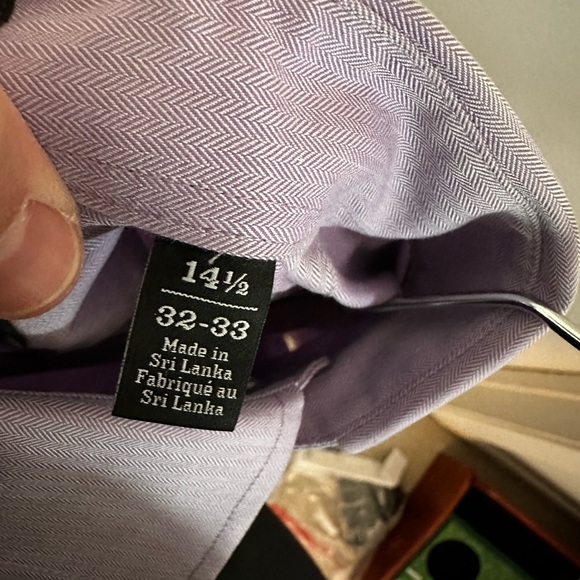 14½
32-33
Made in
Sri Lanka
Fabriqué au
Sri Lanka